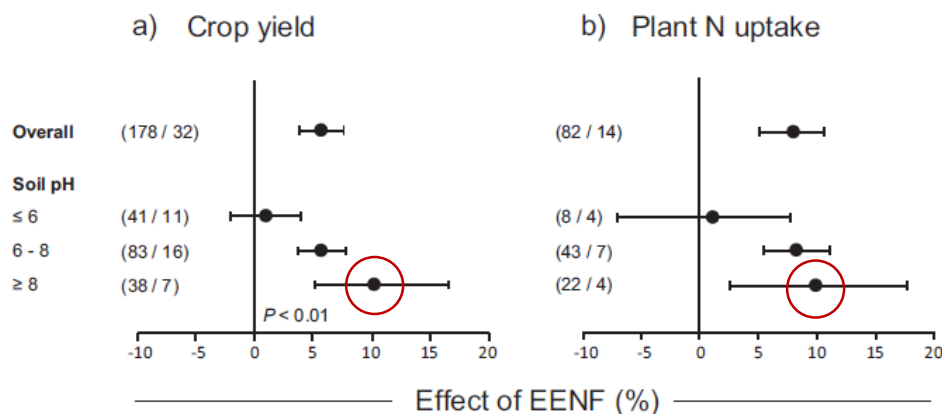 a) Crop yield
b) Plant N uptake
Overall (178 / 32) (82 / 14)
Soil pH
≤ 6 (41 / 11) (8 / 4)
6 - 8 (83 / 16) (43 / 7)
≥ 8 (38 / 7) (22 / 4)
P < 0.01
-10 0 5 10 15 20
-10 -5 0 5 10 15 20
Effect of EENF (%)